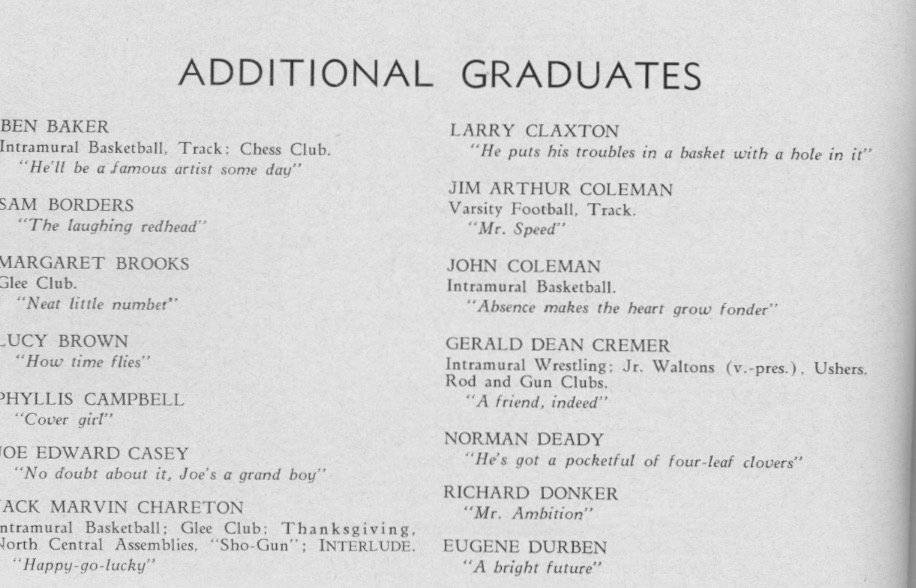 ADDITIONAL GRADUATES
BEN BAKER
Intramural Basketball, Track; Chess Club.
"He'll be a famous artist some day"
SAM BORDERS
"The laughing redhead"
MARGARET BROOKS
Glee Club.
"Neat little number"
LUCY BROWN
"How time flies"
PHYLLIS CAMPBELL
"Cover girl"
JOE EDWARD CASEY
"No doubt about it, Joe's a grand boy"
JACK MARVIN CHARETON
Intramural Basketball; Glee Club; Thanksgiving,
North Central Assemblies, "Sho-Gun"; INTERLUDE.
"Happy-go-lucky"
LARRY CLAXTON
"He puts his troubles in a basket with a hole in it"
JIM ARTHUR COLEMAN
Varsity Football, Track.
"Mr. Speed"
JOHN COLEMAN
Intramural Basketball.
"Absence makes the heart grow fonder"
GERALD DEAN CREMER
Intramural Wrestling; Jr. Waltons (v.-pres.), Ushers,
Rod and Gun Clubs.
"A friend, indeed"
NORMAN DEADY
"He's got a pocketful of four-leaf clovers"
RICHARD DONKER
"Mr. Ambition"
EUGENE DURBEN
"A bright future"